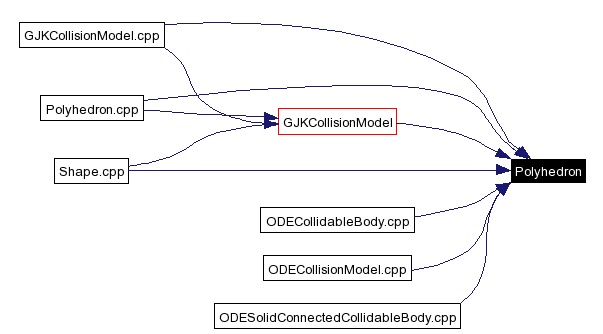 GJKCollisionModel.cpp
Polyhedron.cpp
GJKCollisionModel
Shape.cpp
Polyhedron
ODECollidableBody.cpp
ODECollisionModel.cpp
ODESolidConnectedCollidableBody.cpp